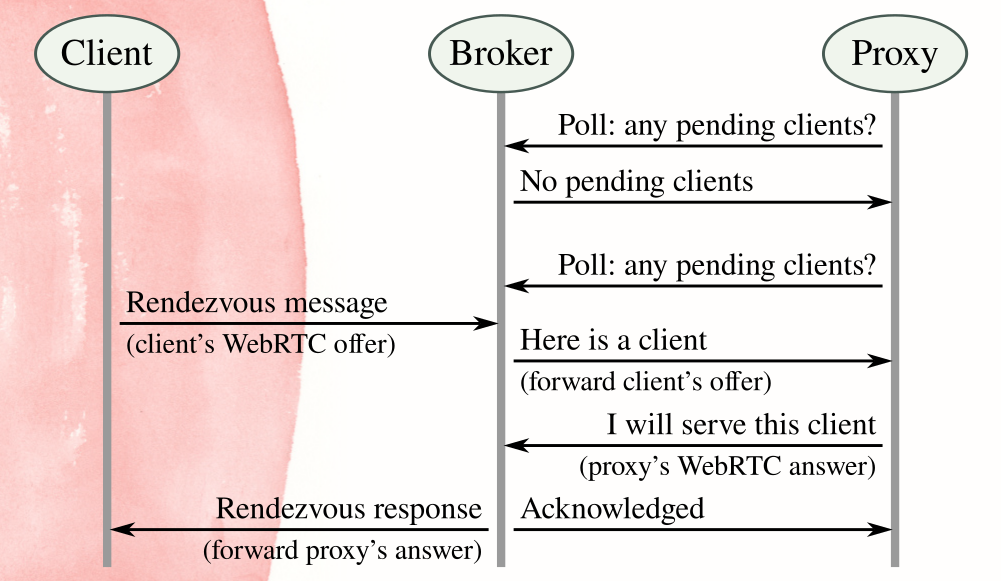 Client
Broker
Proxy
Poll: any pending clients?
No pending clients
Poll: any pending clients?
Rendezvous message
(client's WebRTC offer)
Here is a client
(forward client's offer)
I will serve this client
(proxy's WebRTC answer)
Rendezvous response
(forward proxy's answer)
Acknowledged